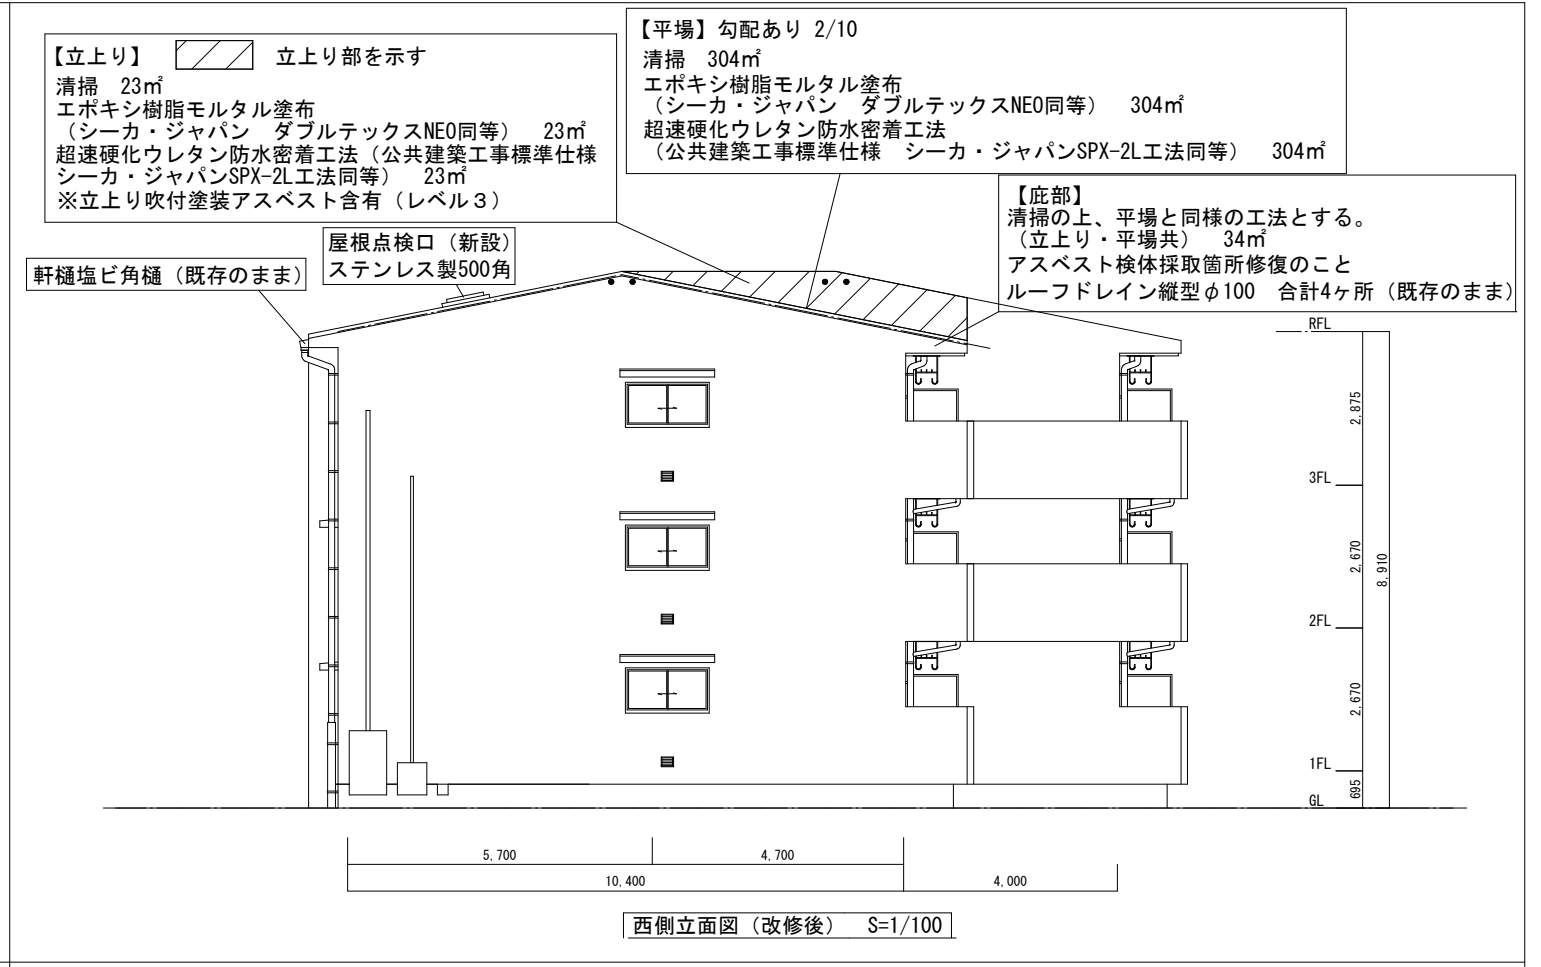 【立上り】 立上り部を示す
清掃 23㎡
エポキシ樹脂モルタル塗布
（シーカ・ジャパン ダブルテックスNEO同等） 23㎡
超速硬化ウレタン防水密着工法（公共建築工事標準仕様
シーカ・ジャパンSPX-2L工法同等） 23㎡
※立上り吹付塗装アスベスト含有（レベル３）
【平場】勾配あり 2/10
清掃 304㎡
エポキシ樹脂モルタル塗布
（シーカ・ジャパン ダブルテックスNEO同等） 304㎡
超速硬化ウレタン防水密着工法
（公共建築工事標準仕様 シーカ・ジャパンSPX-2L工法同等） 304㎡
【庇部】
清掃の上、平場と同様の工法とする。
（立上り・平場共） 34㎡
アスベスト検体採取箇所修復のこと
ルーフドレイン縦型φ100 合計4ヶ所（既存のまま）
屋根点検口（新設）
ステンレス製500角
軒樋塩ビ角樋（既存のまま）
RFL
2,875
3FL
2,670
8,910
2FL
2,670
1FL
695
GL
5,700
4,700
10,400
4,000
西側立面図（改修後） S=1/100